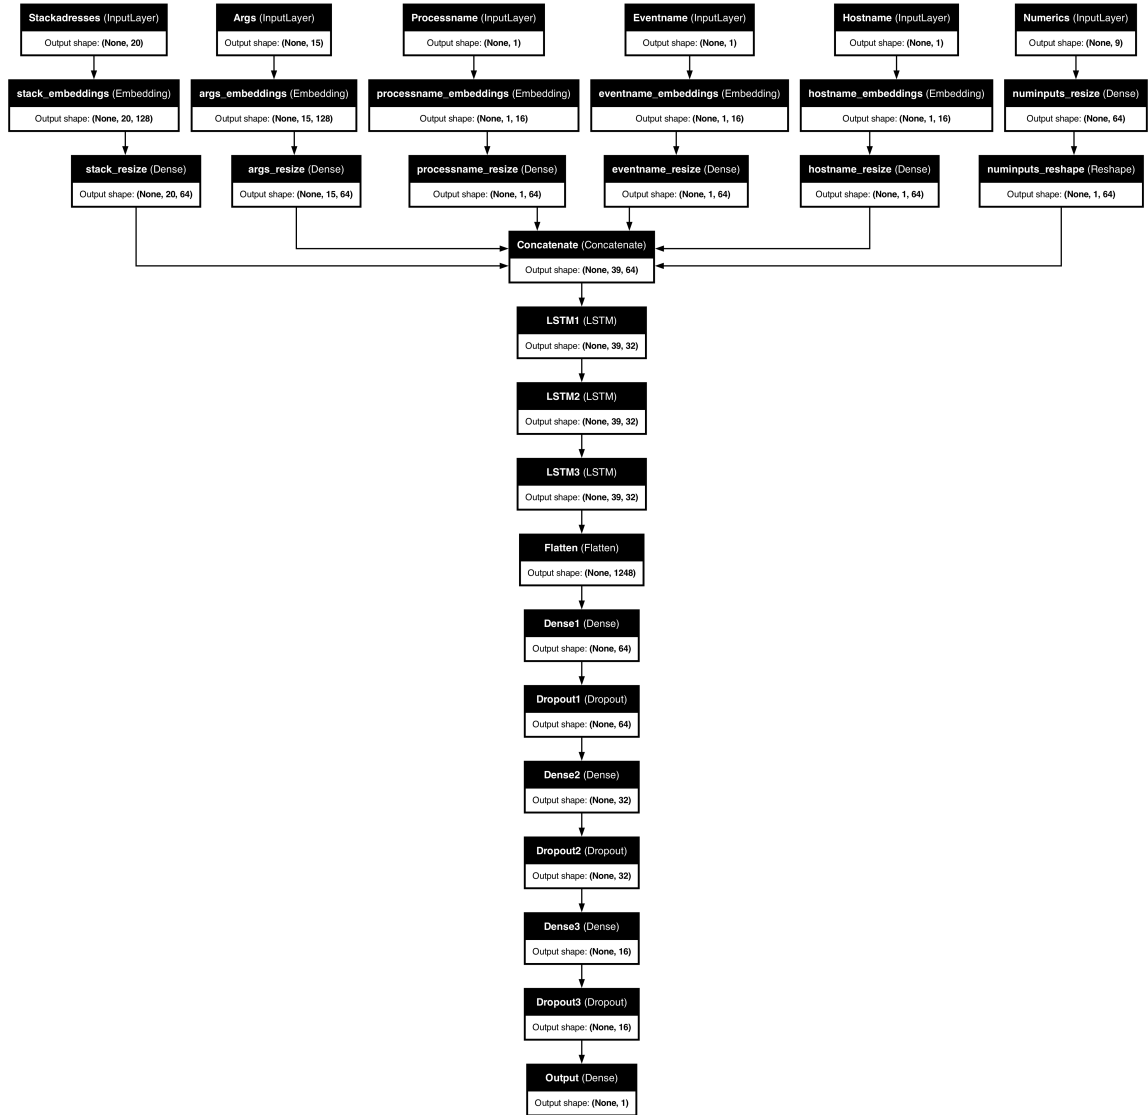 Stackadresses (InputLayer)
Output shape: (None, 20)
Args (InputLayer)
Output shape: (None, 15)
Processname (InputLayer)
Output shape: (None, 1)
Eventname (InputLayer)
Output shape: (None, 1)
Hostname (InputLayer)
Output shape: (None, 1)
Numerics (InputLayer)
Output shape: (None, 9)
stack_embeddings (Embedding)
Output shape: (None, 20, 128)
args_embeddings (Embedding)
Output shape: (None, 15, 128)
processname_embeddings (Embedding)
Output shape: (None, 1, 16)
eventname_embeddings (Embedding)
Output shape: (None, 1, 16)
hostname_embeddings (Embedding)
Output shape: (None, 1, 16)
numinputs_resize (Dense)
Output shape: (None, 64)
stack_resize (Dense)
Output shape: (None, 20, 64)
args_resize (Dense)
Output shape: (None, 15, 64)
processname_resize (Dense)
Output shape: (None, 1, 64)
eventname_resize (Dense)
Output shape: (None, 1, 64)
hostname_resize (Dense)
Output shape: (None, 1, 64)
numinputs_reshape (Reshape)
Output shape: (None, 1, 64)
Concatenate (Concatenate)
Output shape: (None, 39, 64)
LSTM1 (LSTM)
Output shape: (None, 39, 32)
LSTM2 (LSTM)
Output shape: (None, 39, 32)
LSTM3 (LSTM)
Output shape: (None, 39, 32)
Flatten (Flatten)
Output shape: (None, 1248)
Dense1 (Dense)
Output shape: (None, 64)
Dropout1 (Dropout)
Output shape: (None, 64)
Dense2 (Dense)
Output shape: (None, 32)
Dropout2 (Dropout)
Output shape: (None, 32)
Dense3 (Dense)
Output shape: (None, 16)
Dropout3 (Dropout)
Output shape: (None, 16)
Output (Dense)
Output shape: (None, 1)